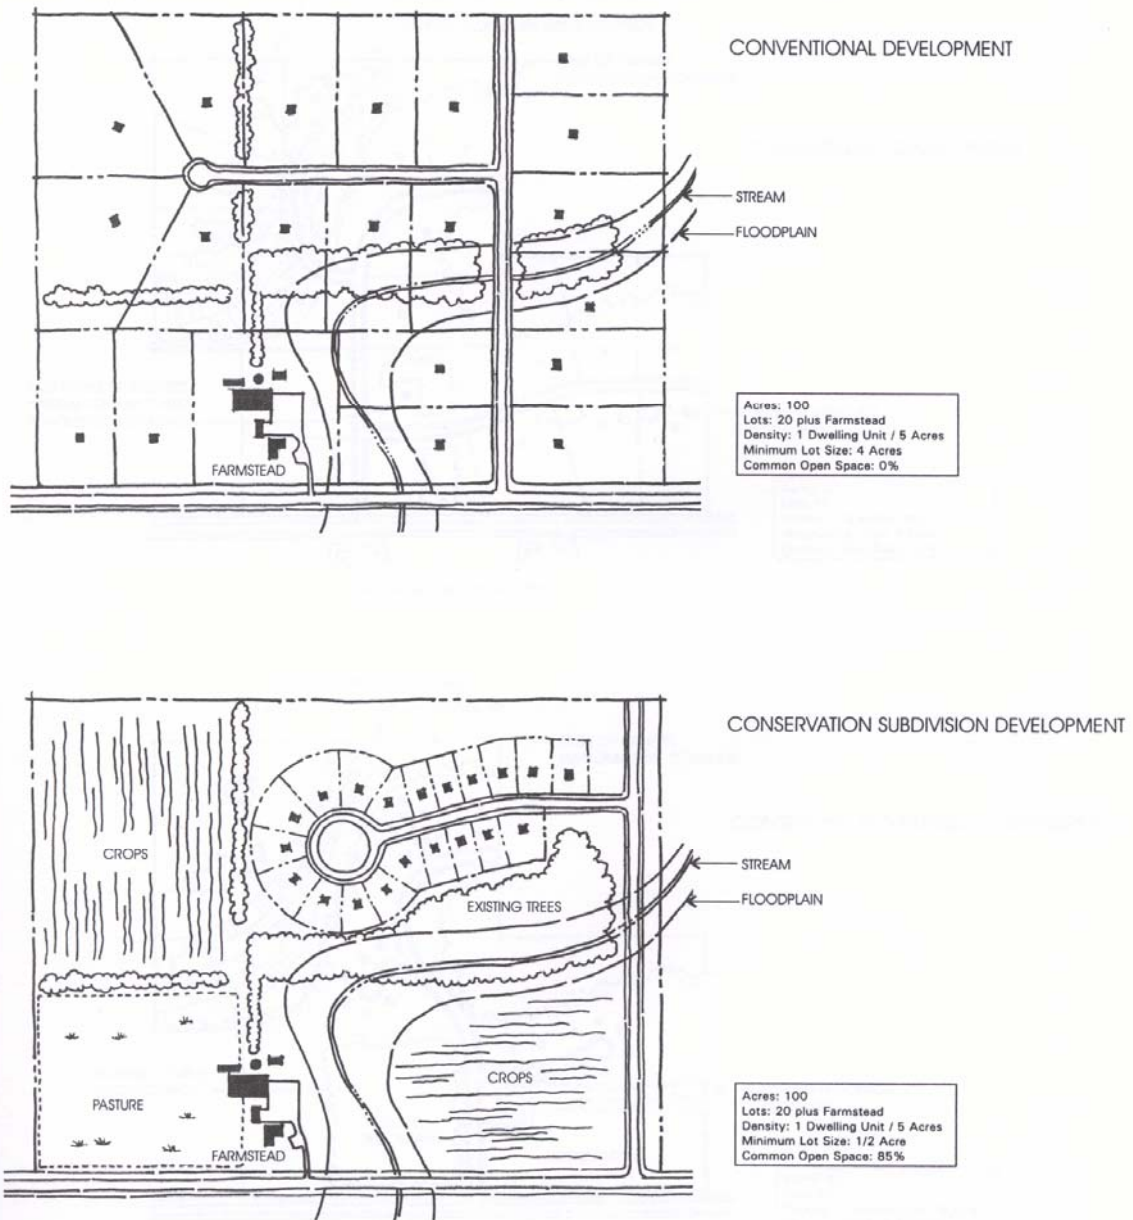 CONVENTIONAL DEVELOPMENT
STREAM
FLOODPLAIN
Acres: 100
Lots: 20 plus Farmstead
Density: 1 Dwelling Unit / 5 Acres
Minimum Lot Size: 4 Acres
Common Open Space: 0%
FARMSTEAD
CONSERVATION SUBDIVISION DEVELOPMENT
CROPS
STREAM
EXISTING TREES
FLOODPLAIN
CROPS
PASTURE
FARMSTEAD
Acres: 100
Lots: 20 plus Farmstead
Density: 1 Dwelling Unit / 5 Acres
Minimum Lot Size: 1/2 Acre
Common Open Space: 85%